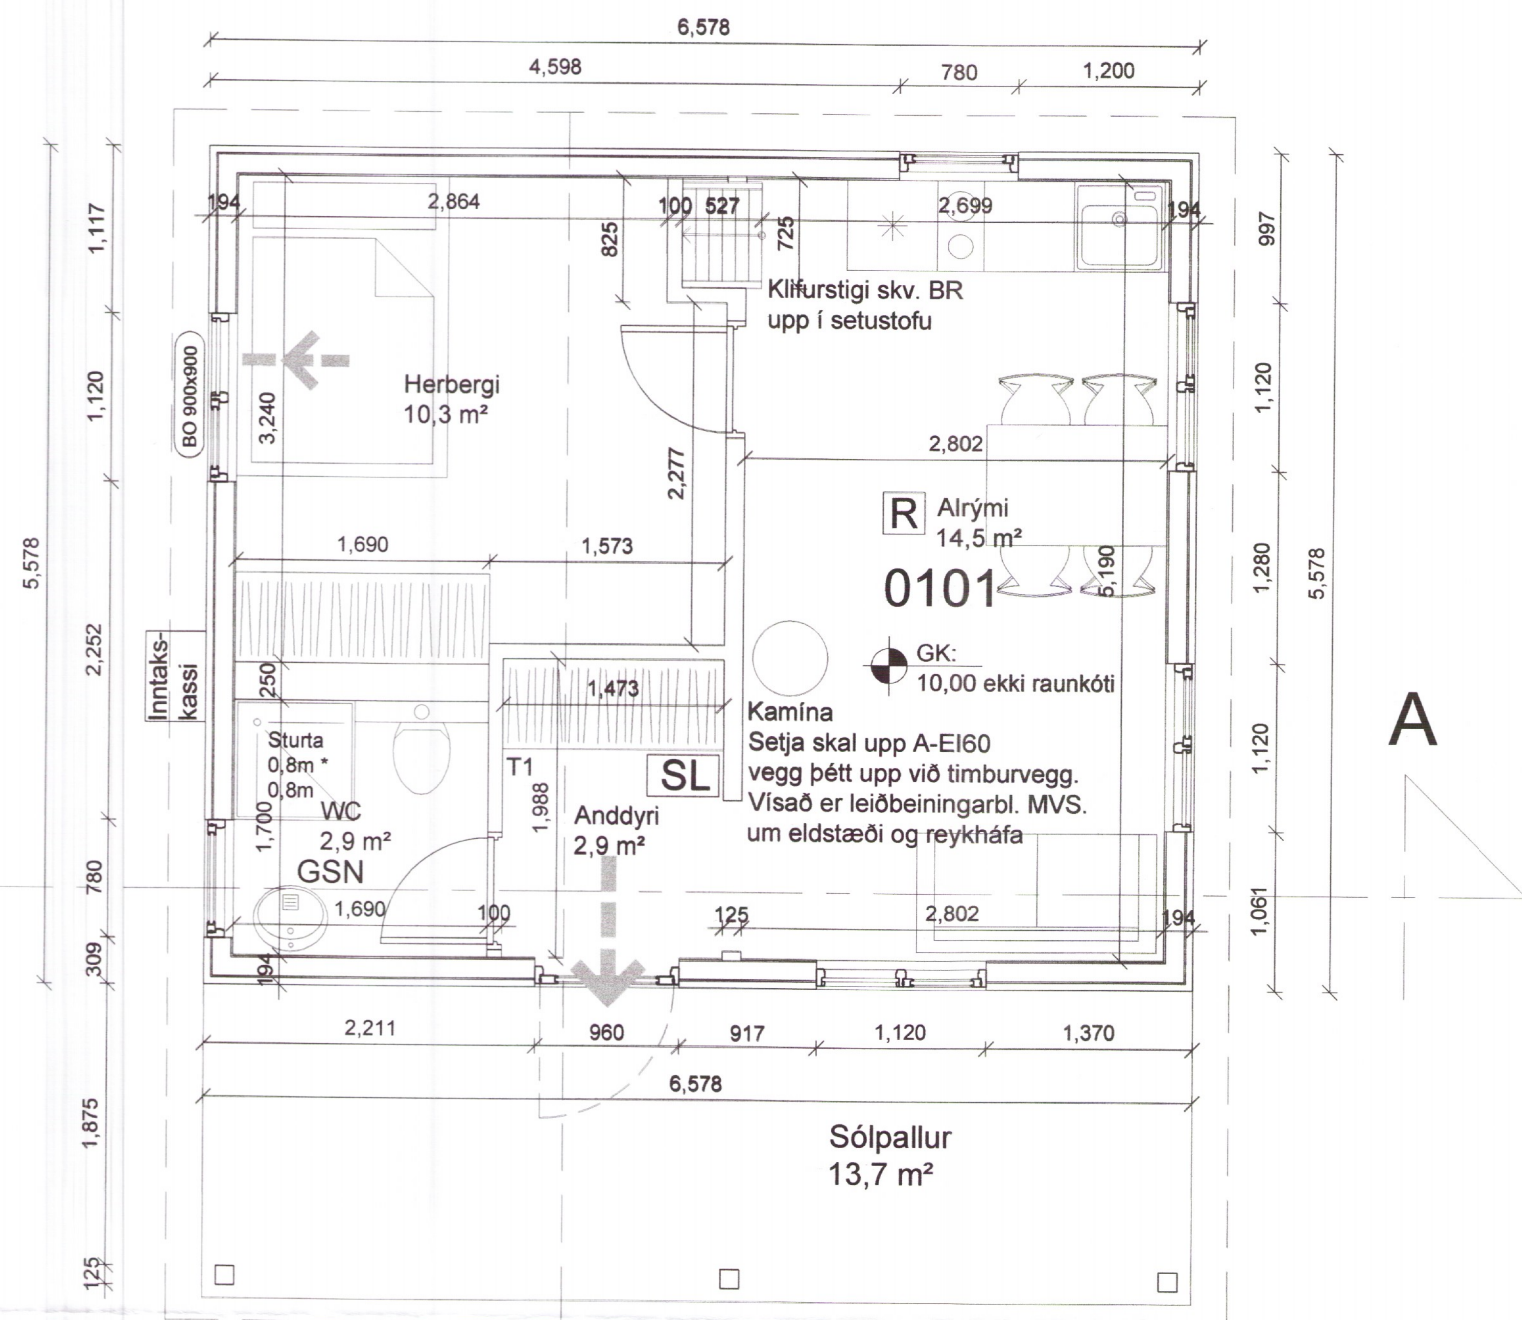 6,578
4,598
780
1,200
194
2,864
100
527
2,699
194
1,117
825
725
997
Klifurstigi skv. BR
upp í setustofu
BO 900x900
1,120
3,240
Herbergi
10,3 m²
1,120
2,802
2,277
R
Alrými
14,5 m²
1,690
1,573
5,578
1,280
5,190
5,578
0101
2,252
Inntaks-
kassi
250
1,473
GK:
10,00 ekki raunkóti
Kamína
Setja skal upp A-EI60
vegg þétt upp við timburvegg.
Vísað er leiðbeiningarbl. MVS.
um eldstæði og reykháfa
A
1,120
Sturta
0,8m *
0,8m
T1
SL
1,700
WC
2,9 m²
GSN
1,988
Anddyri
2,9 m²
780
1,690
100
125
2,802
194
1,061
309
194
2,211
960
917
1,120
1,370
6,578
1,875
Sólpallur
13,7 m²
125